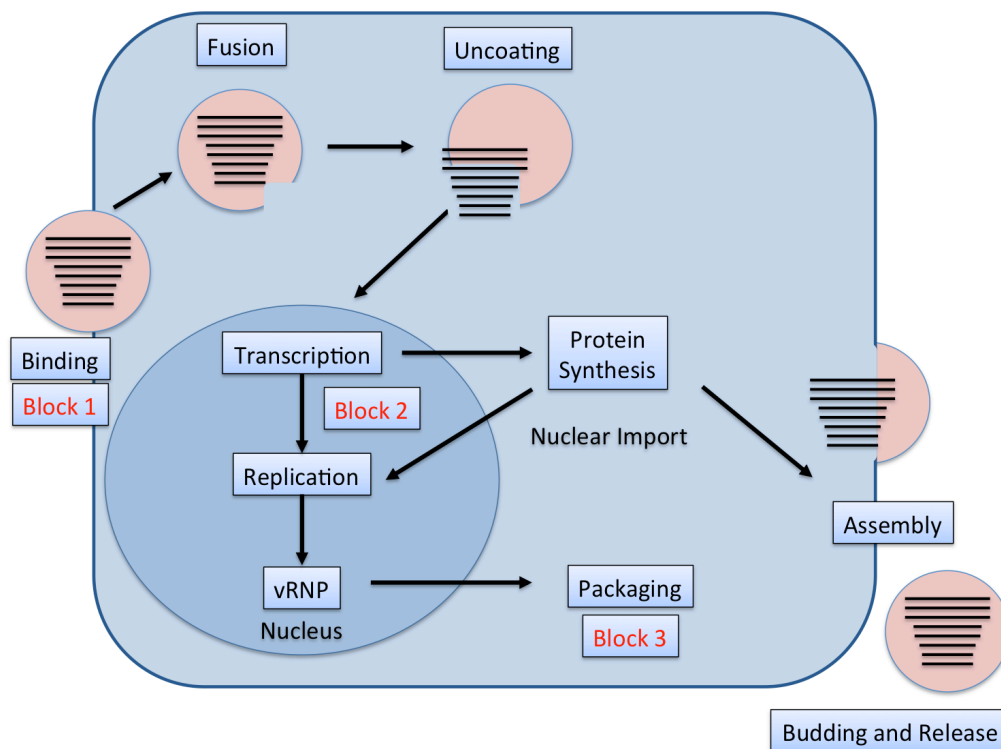 Fusion
Uncoating
Binding
Block 1
Transcription
Block 2
Protein
Synthesis
Nuclear Import
Replication
Assembly
vRNP
Nucleus
Packaging
Block 3
Budding and Release